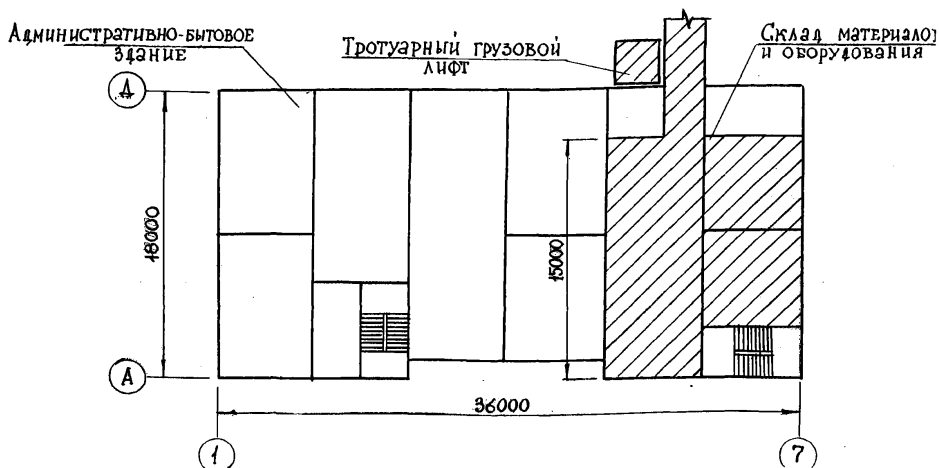 Административно-бытовое
здание
Тротуарный грузовой
лифт
Склад материалов
и оборудования
Д
18000
15000
А
36000
1
7